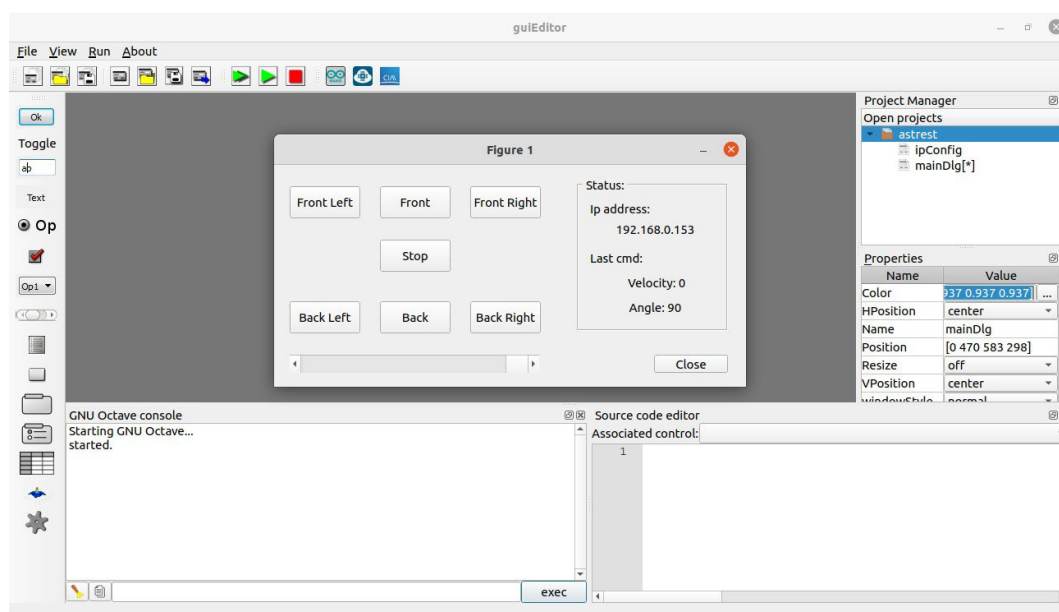 guiEditor
File View Run About
Ok
Toggle
ab
Text
Op
Op1
Figure 1
Front Left Front Front Right
Stop
Back Left Back Back Right
Status:
Ip address:
192.168.0.153
Last cmd:
Velocity: 0
Angle: 90
Close
Project Manager
Open projects
astrest
ipConfig
mainDlg[*]
Properties
Name Value
Color 937 0.937 0.937] ...
HPosition center
Name mainDlg
Position [0 470 583 298]
Resize off
VPosition center
windowStyle normal
GNU Octave console
Starting GNU Octave...
started.
exec
Source code editor
Associated control:
1